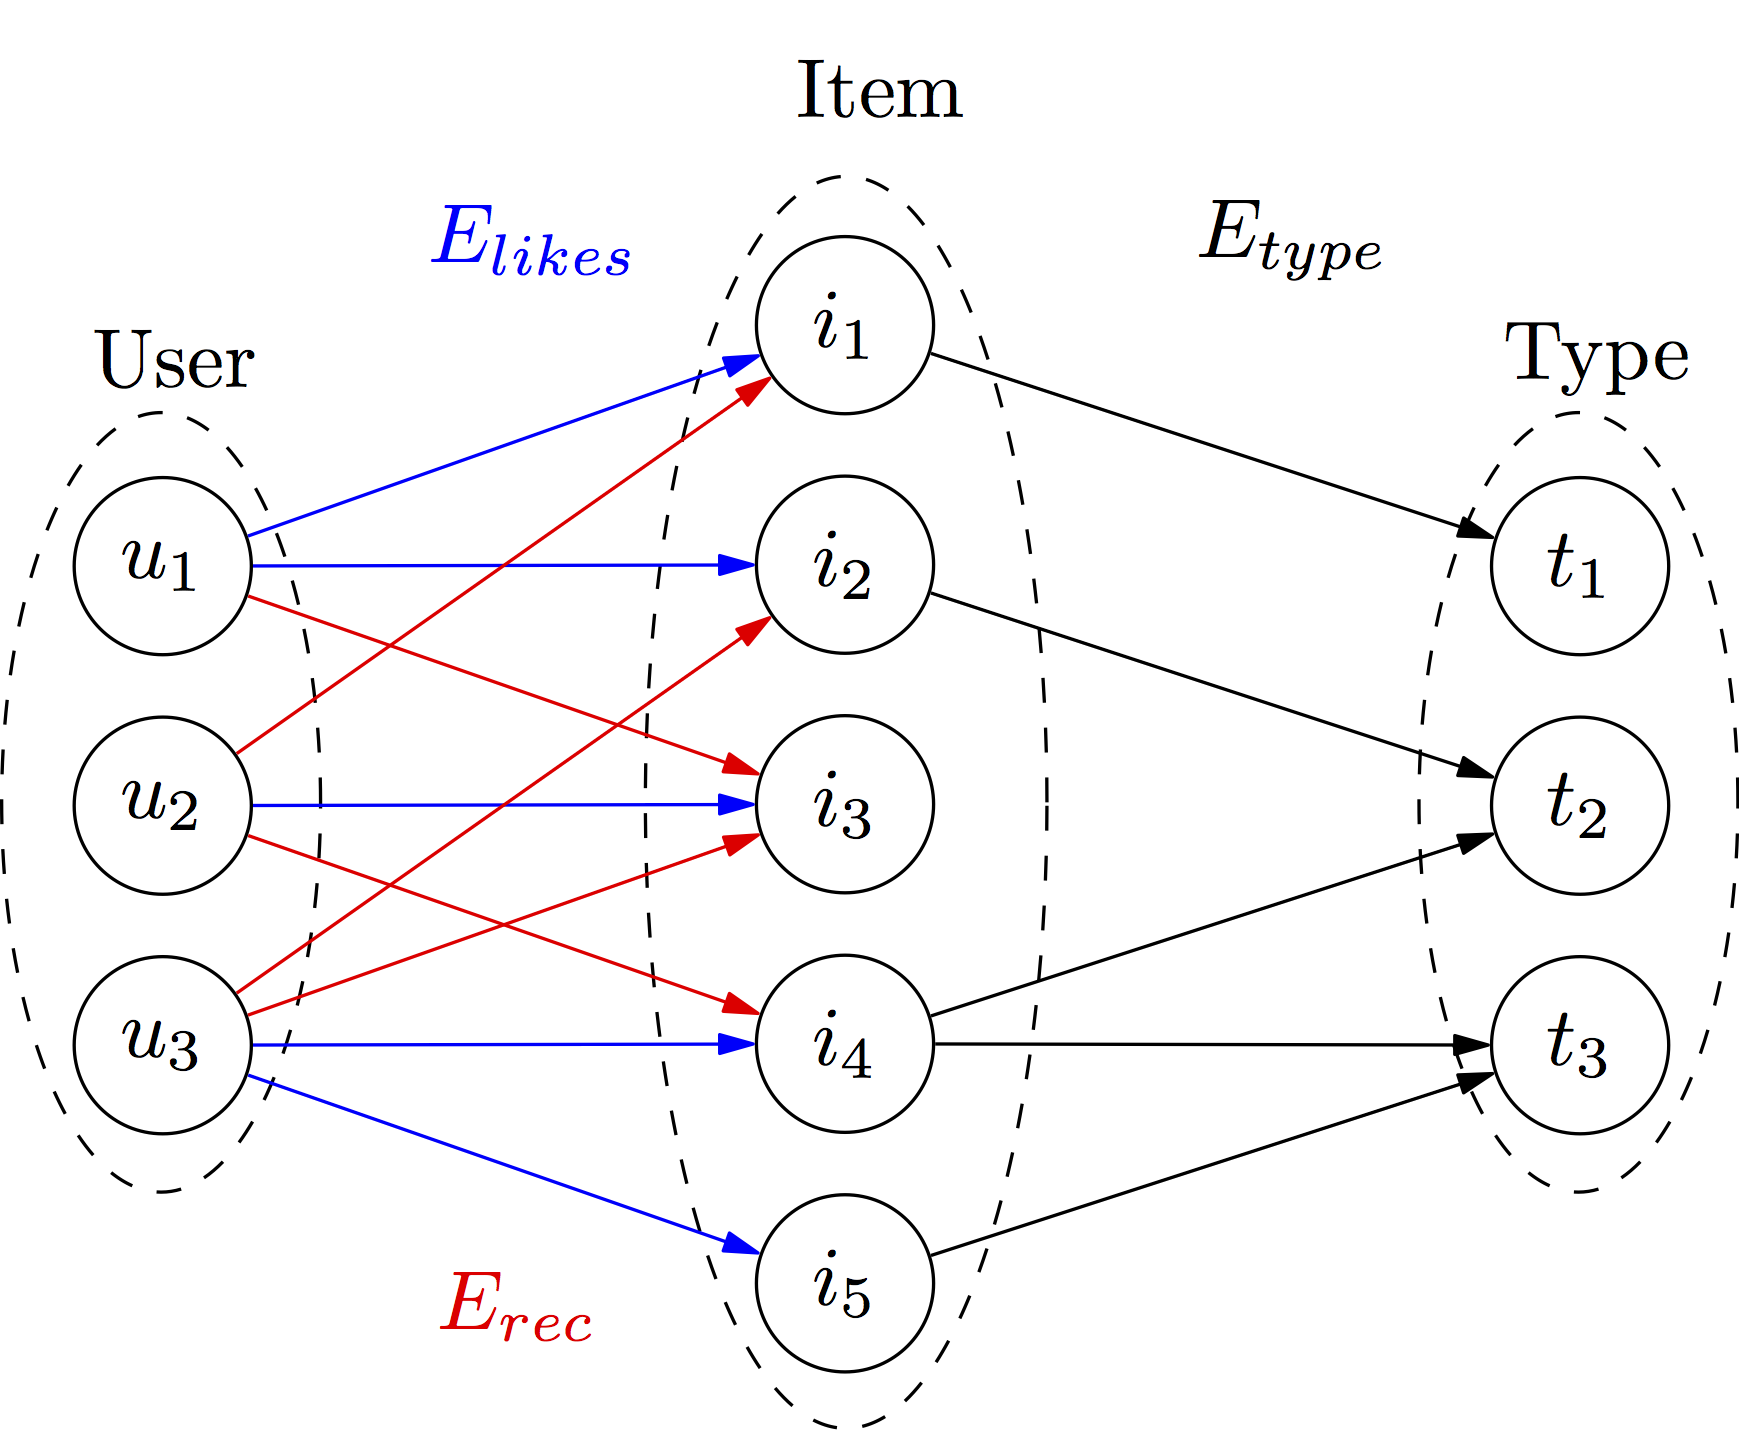 Item
E_{likes}
E_{type}
User
Type
i_1
u_1
i_2
t_1
u_2
i_3
t_2
u_3
i_4
t_3
i_5
E_{rec}